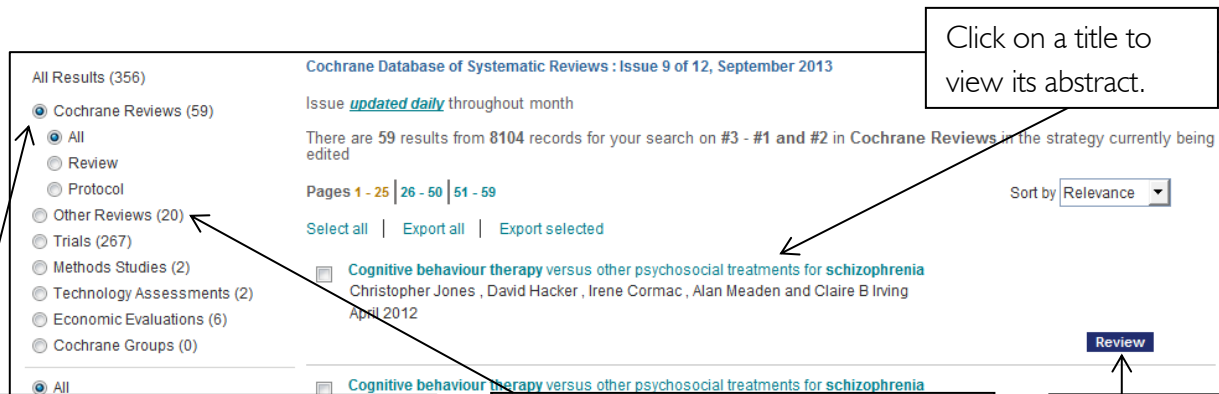 Click on a title to
view its abstract.
All Results (356)
Cochrane Reviews (59)
All
Review
Protocol
Other Reviews (20)
Trials (267)
Methods Studies (2)
Technology Assessments (2)
Economic Evaluations (6)
Cochrane Groups (0)
All
Cochrane Database of Systematic Reviews : Issue 9 of 12, September 2013
Issue updated daily throughout month
There are 59 results from 8104 records for your search on #3 - #1 and #2 in Cochrane Reviews in the strategy currently being
edited
Pages 1 - 25 | 26 - 50 | 51 - 59
Sort by Relevance
Select all | Export all | Export selected
Cognitive behaviour therapy versus other psychosocial treatments for schizophrenia
Christopher Jones , David Hacker , Irene Cormac , Alan Meaden and Claire B Irving
April 2012
Review
Cognitive behaviour therapy versus other psychosocial treatments for schizophrenia